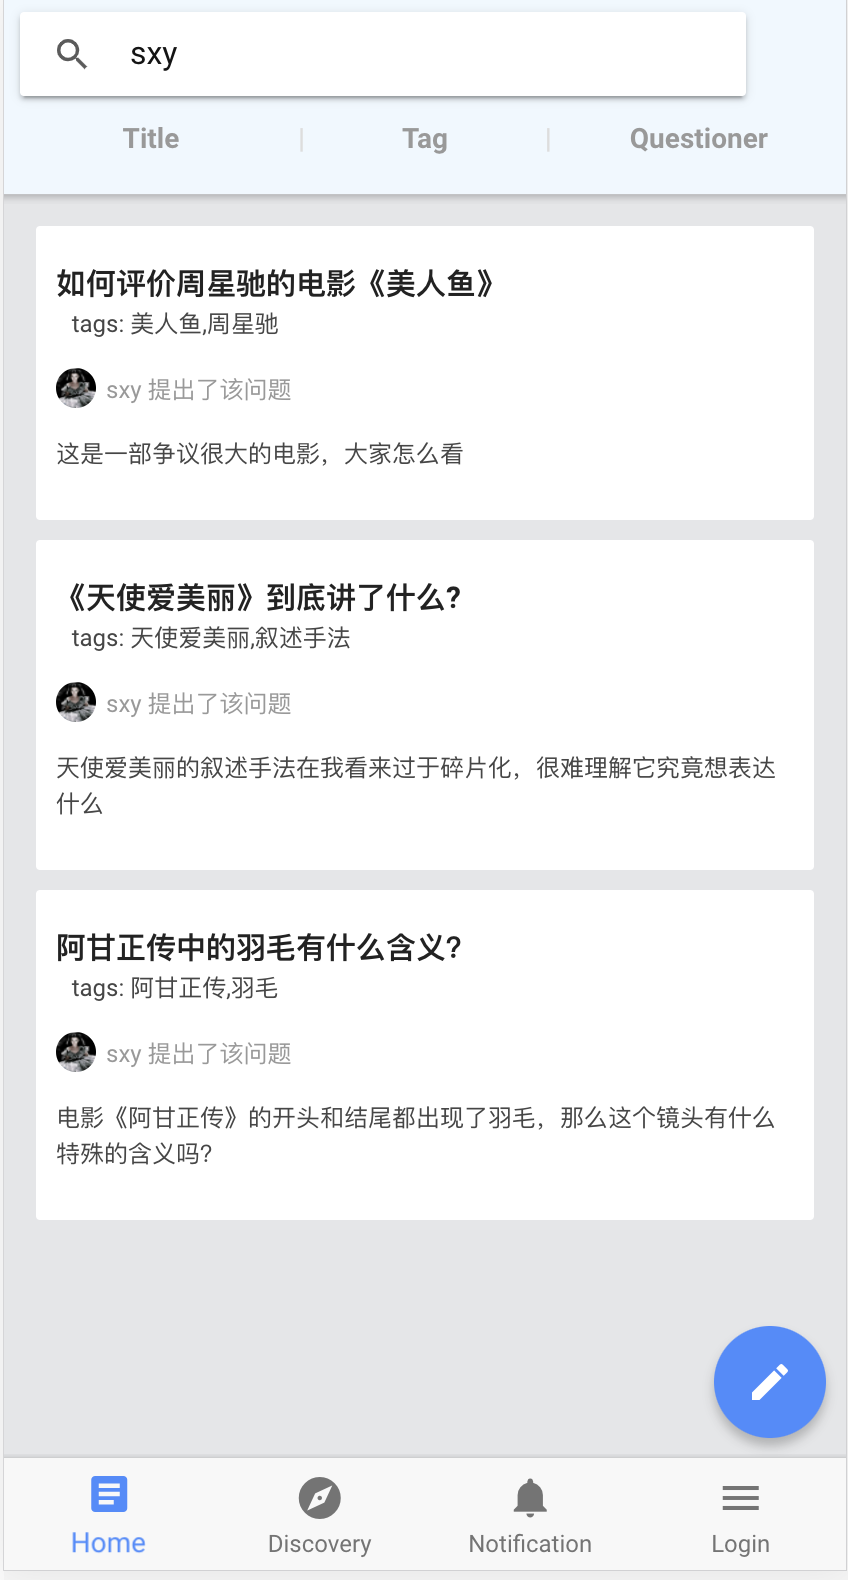 sxy
Title | Tag | Questioner
如何评价周星驰的电影《美人鱼》
tags: 美人鱼,周星驰
sxy 提出了该问题
这是一部争议很大的电影，大家怎么看
《天使爱美丽》到底讲了什么?
tags: 天使爱美丽,叙述手法
sxy 提出了该问题
天使爱美丽的叙述手法在我看来过于碎片化，很难理解它究竟想表达
什么
阿甘正传中的羽毛有什么含义?
tags: 阿甘正传,羽毛
sxy 提出了该问题
电影《阿甘正传》的开头和结尾都出现了羽毛，那么这个镜头有什么
特殊的含义吗?
Home Discovery Notification Login